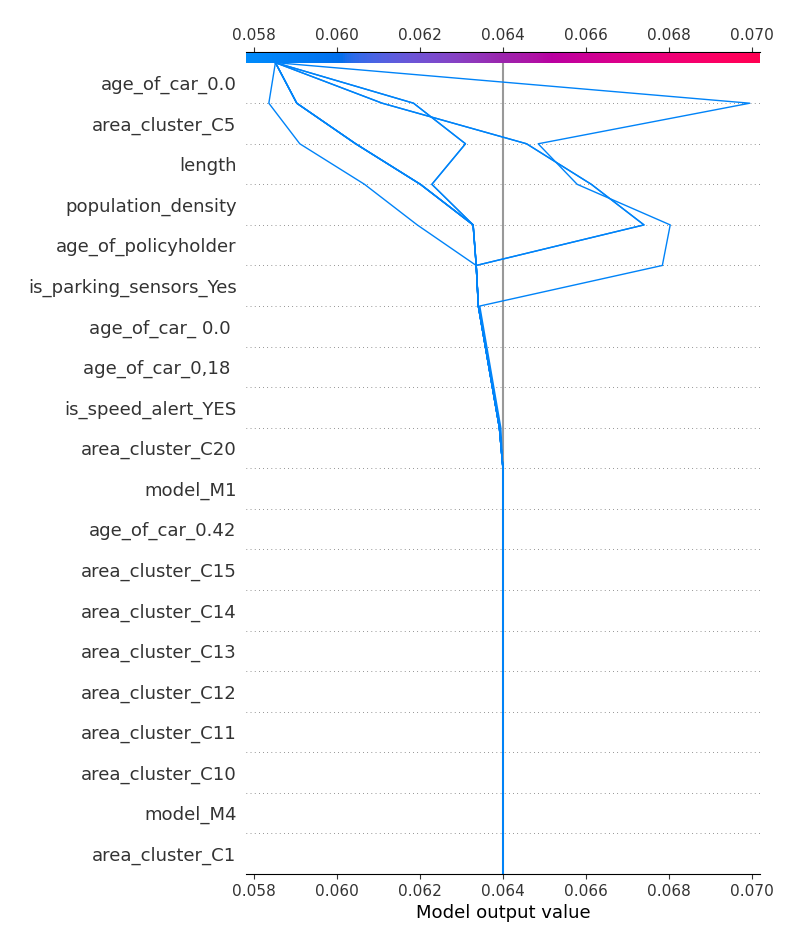 0.058 0.060 0.062 0.064 0.066 0.068 0.070
age_of_car_0.0
area_cluster_C5
length
population_density
age_of_policyholder
is_parking_sensors_Yes
age_of_car_ 0.0
age_of_car_0,18
is_speed_alert_YES
area_cluster_C20
model_M1
age_of_car_0.42
area_cluster_C15
area_cluster_C14
area_cluster_C13
area_cluster_C12
area_cluster_C11
area_cluster_C10
model_M4
area_cluster_C1
0.058 0.060 0.062 0.064 0.066 0.068 0.070
Model output value